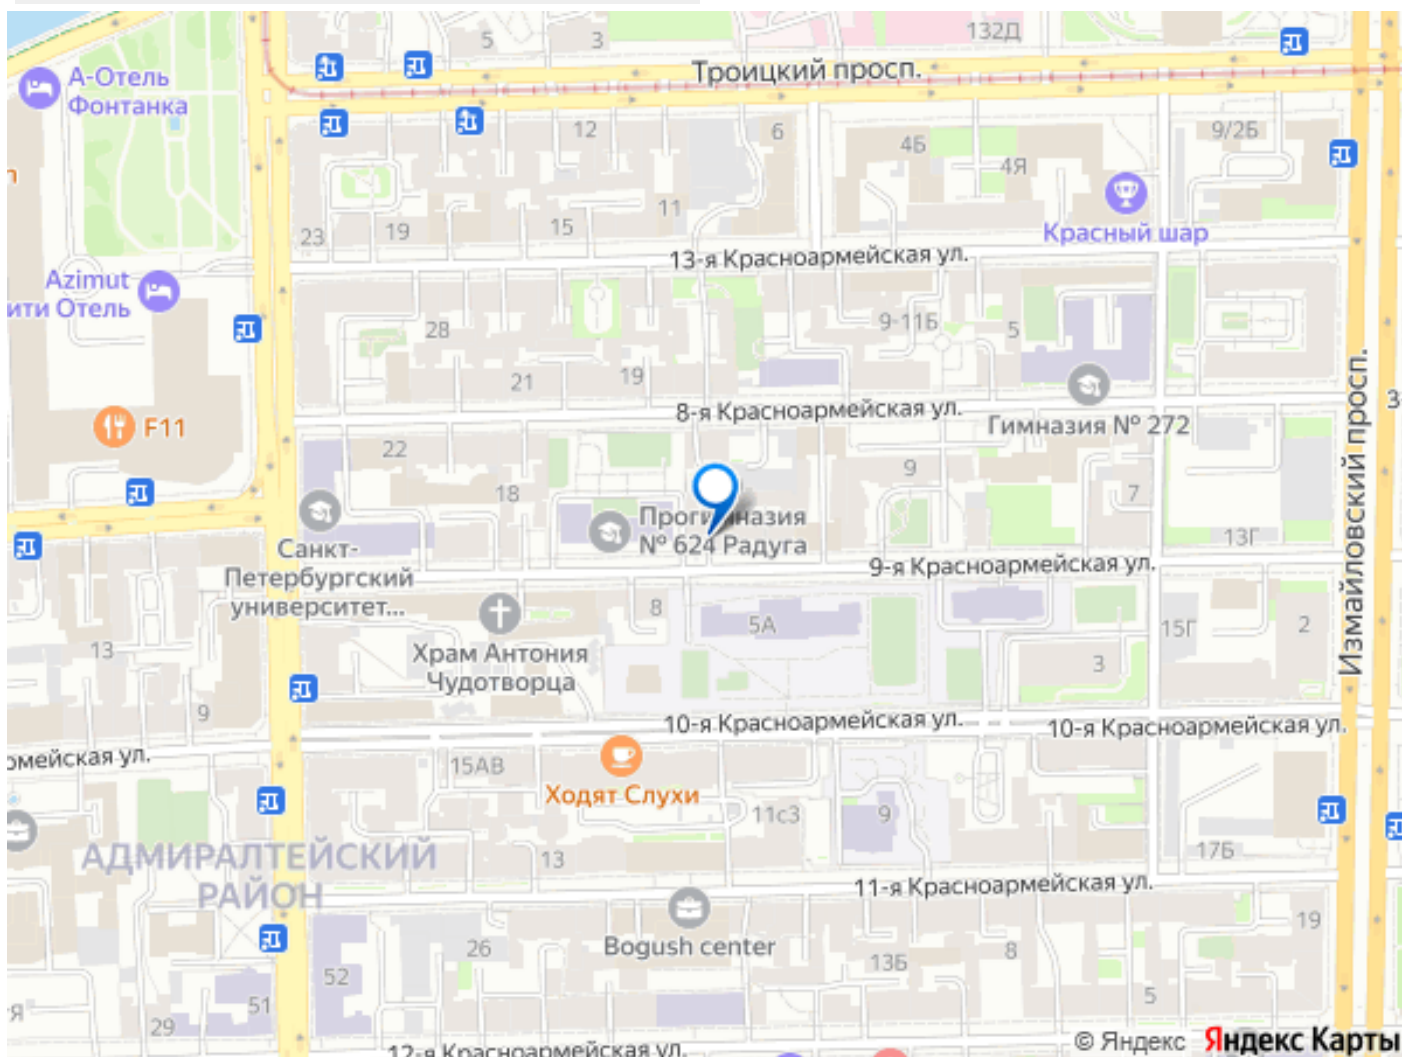 5
3
132Д
Троицкий просп.
А-Отель
Фонтанка
12
6
4Б
4Я
9/2Б
11
15
19
23
Красный шар
13-я Красноармейская ул.
Azimut
ити Отель
28
9-11Б
5
21
19
8-я Красноармейская ул.
Гимназия № 272
Измайловский просп.
3
F11
22
18
9
7
Прогимназия
№ 624 Радуга
13Г
Санкт-
Петербургский
университет...
9-я Красноармейская ул.
8
5А
15Г
2
3
13
Храм Антония
Чудотворца
9
10-я Красноармейская ул.
10-я Красноармейская ул.
омейская ул.
15АВ
Ходят Слухи
11с3
9
17Б
АДМИРАЛТЕЙСКИЙ
РАЙОН
13
11-я Красноармейская ул.
Bogush center
19
26
13Б
8
52
51
29
5
12-я Красноармейская ул.
© Яндекс Яндекс Карты